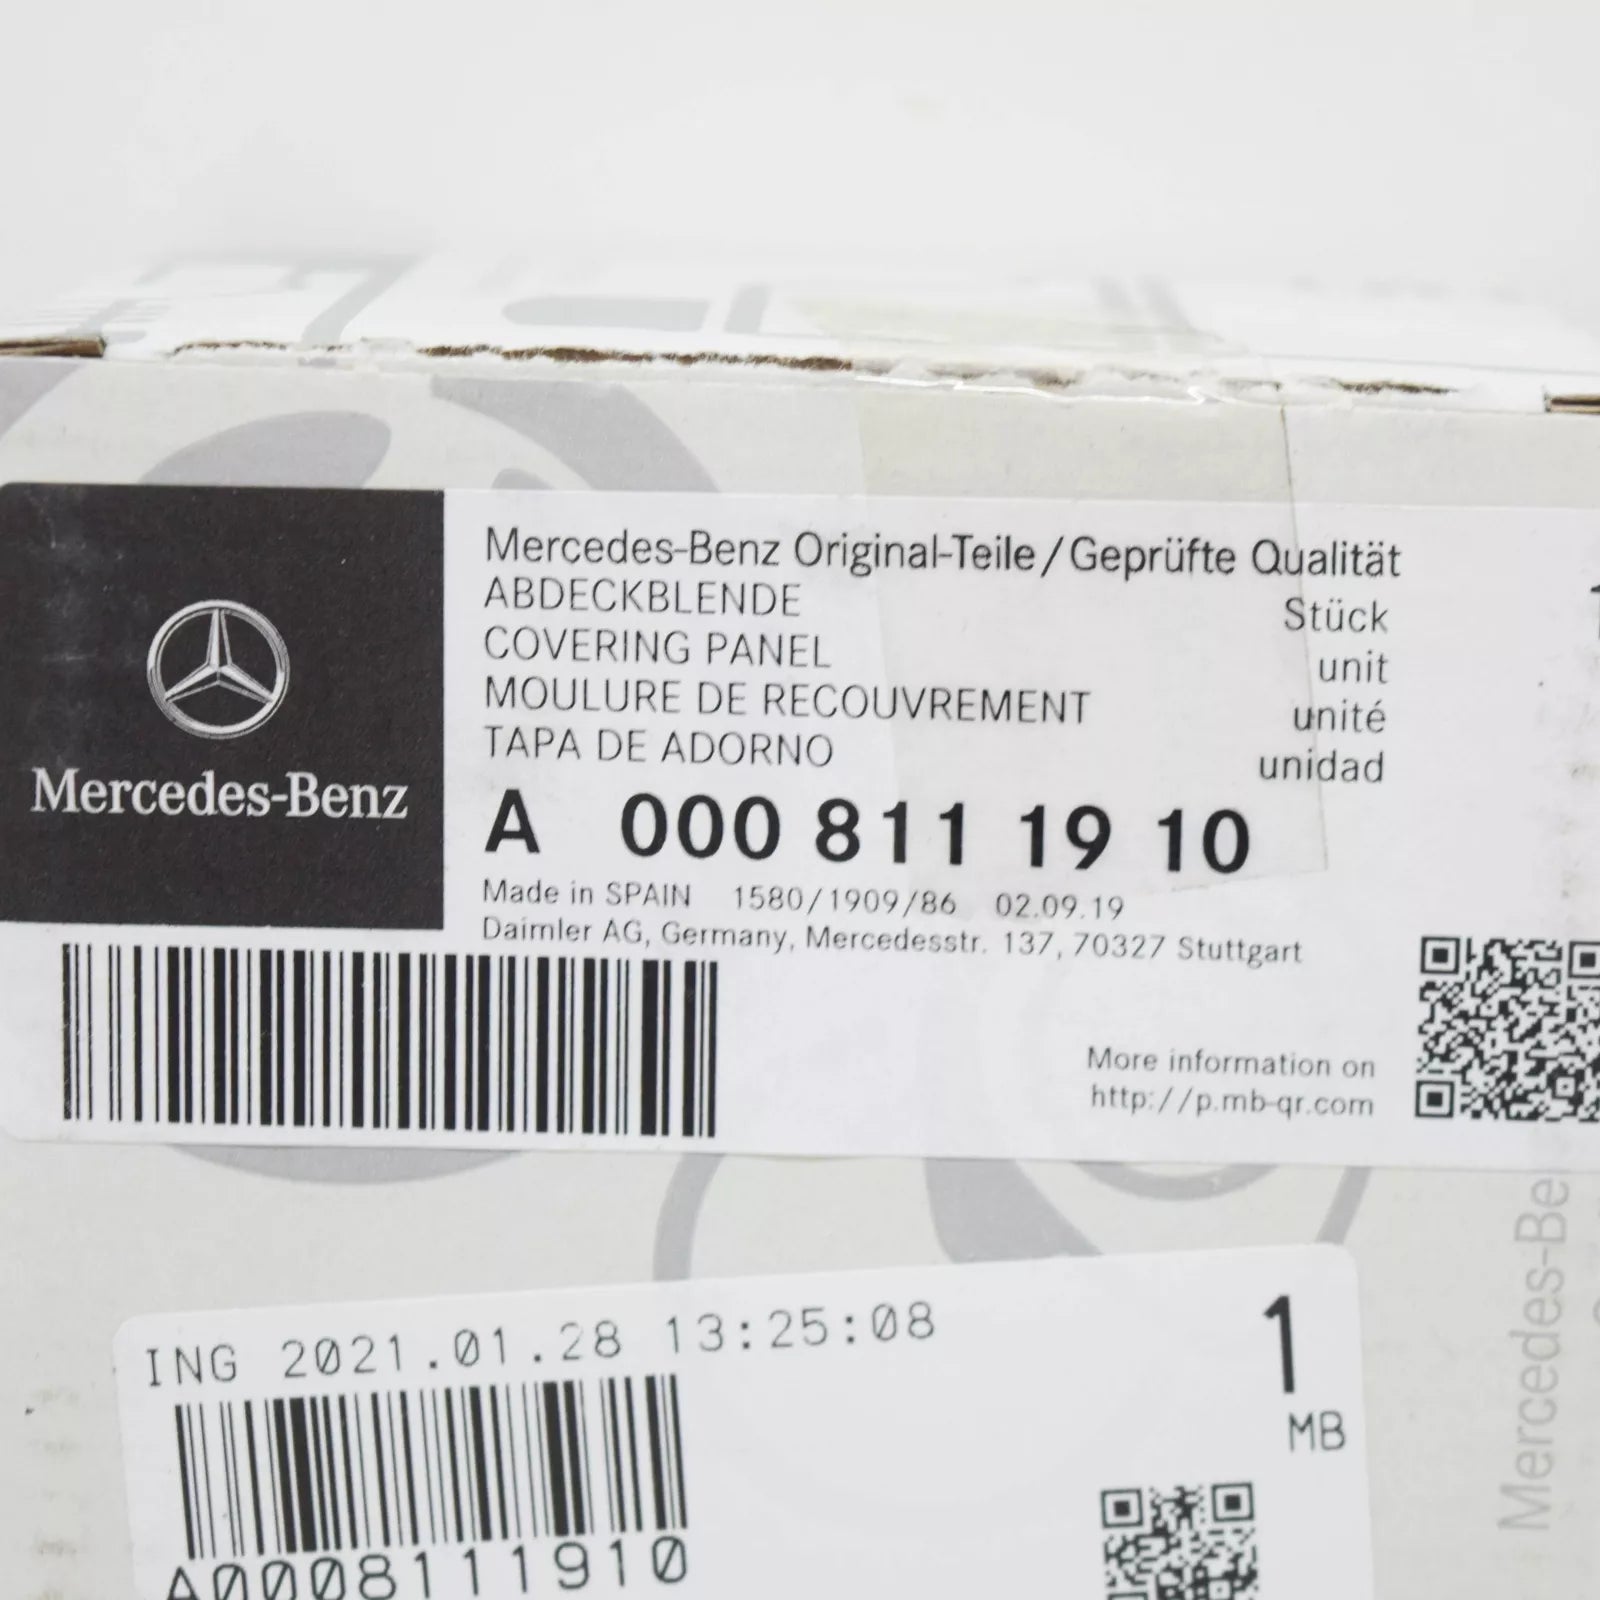 Mercedes-Benz
Mercedes-Benz Original-Teile/Geprüfte Qualität
ABDECKBLENDE Stück
COVERING PANEL unit
MOULURE DE RECOUVREMENT unité
TAPA DE ADORNO unidad
A 000 811 19 10
Made in SPAIN 1580/1909/86 02.09.19
Daimler AG, Germany, Mercedesstr. 137, 70327 Stuttgart
More information on
http://p.mb-qr.com
ING 2021.01.28 13:25:08
1
MB
A0008111910
Mercedes-Be